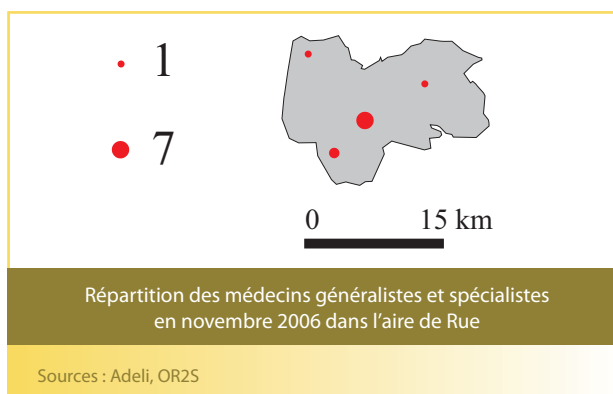 1
7
0 15 km
Répartition des médecins généralistes et spécialistes
en novembre 2006 dans l’aire de Rue
Sources : Adeli, OR2S